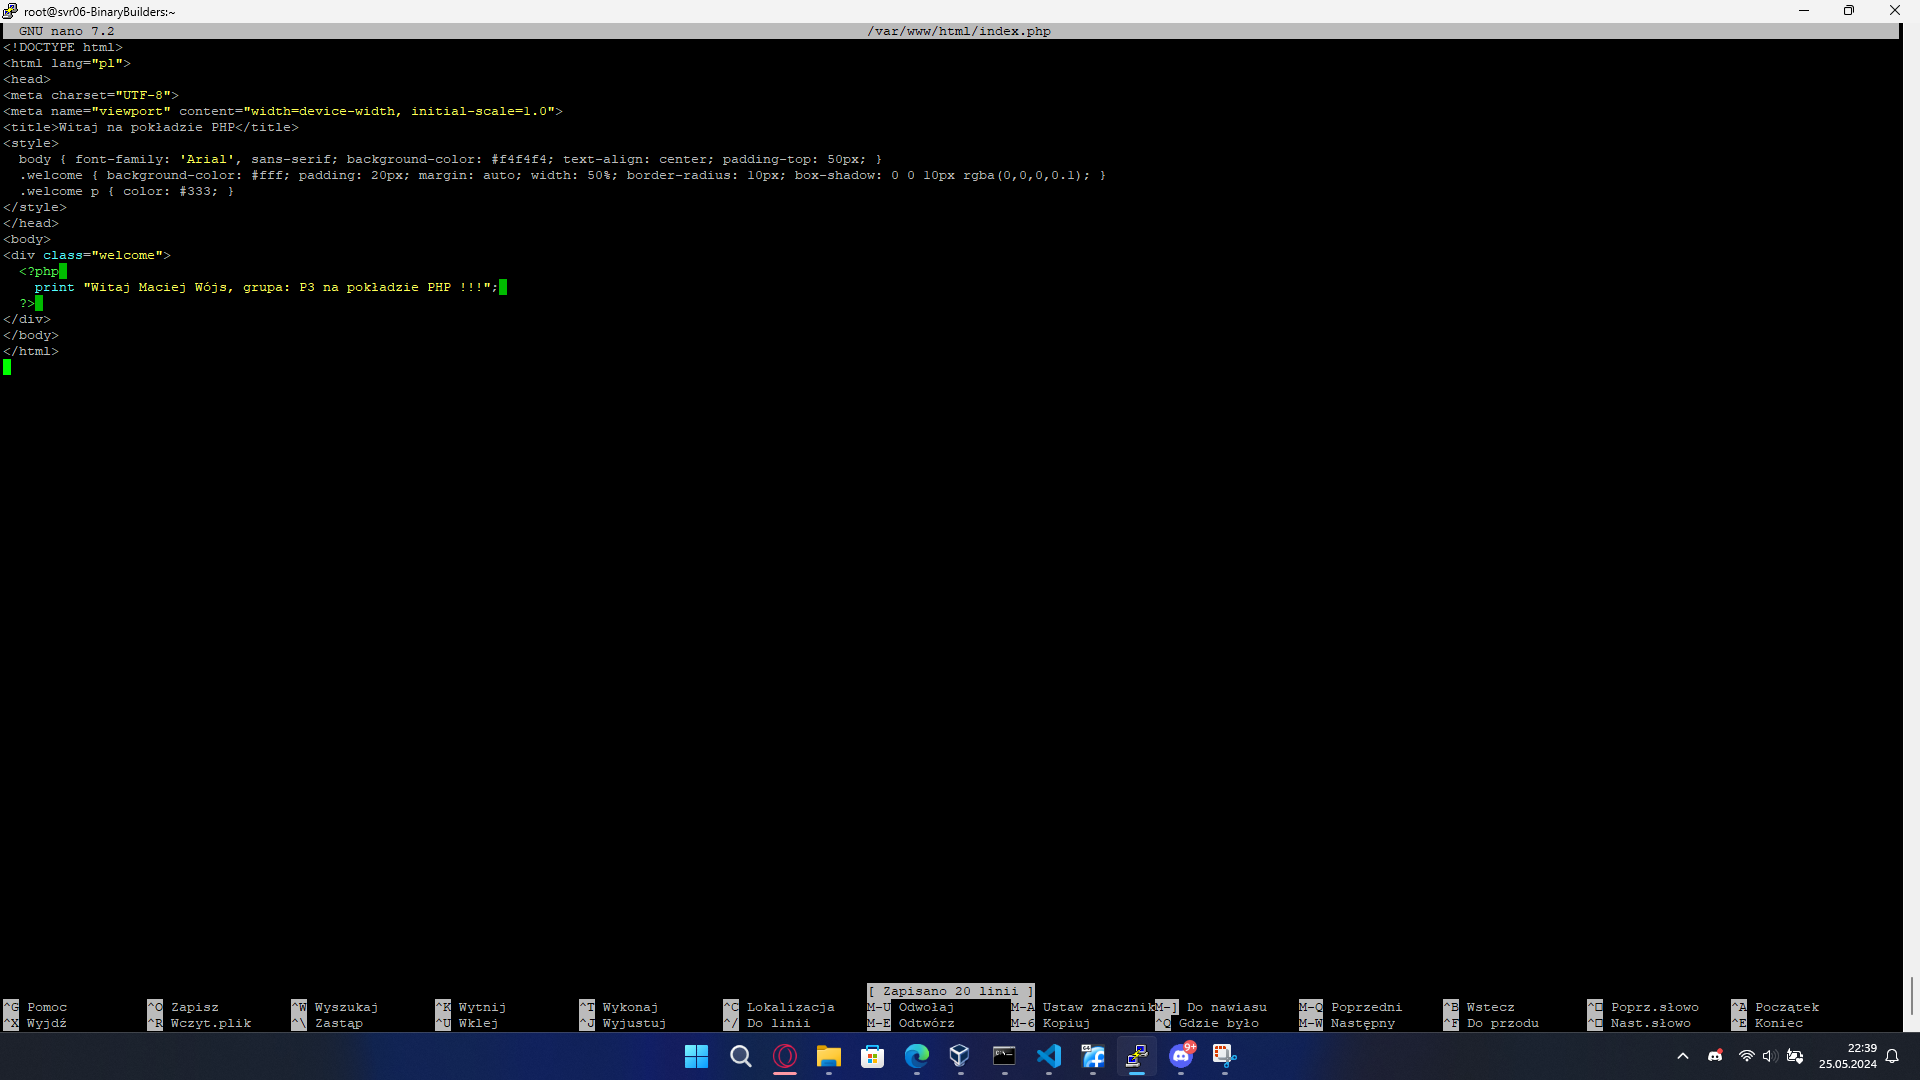 root@svr06-BinaryBuilders:~
GNU nano 7.2 /var/www/html/index.php
<!DOCTYPE html>
<html lang="pl">
<head>
<meta charset="UTF-8">
<meta name="viewport" content="width=device-width, initial-scale=1.0">
<title>Witaj na pokładzie PHP</title>
<style>
  body { font-family: 'Arial', sans-serif; background-color: #f4f4f4; text-align: center; padding-top: 50px; }
  .welcome { background-color: #fff; padding: 20px; margin: auto; width: 50%; border-radius: 10px; box-shadow: 0 0 10px rgba(0,0,0,0.1); }
  .welcome p { color: #333; }
</style>
</head>
<body>
<div class="welcome">
  <?php
    print "Witaj Maciej Wójs, grupa: P3 na pokładzie PHP !!!";
  ?>
</div>
</body>
</html>
[ Zapisano 20 linii ]
^G Pomoc ^O Zapisz ^W Wyszukaj ^K Wytnij ^T Wykonaj ^C Lokalizacja M-U Odwołaj M-A Ustaw znacznik M-] Do nawiasu M-Q Poprzedni ^B Wstecz ^□ Poprz.słowo ^A Początek
^X Wyjdź ^R Wczyt.plik ^\ Zastąp ^U Wklej ^J Wyjustuj ^/ Do linii M-E Odtwórz M-6 Kopiuj ^Q Gdzie było M-W Następny ^F Do przodu ^□ Nast.słowo ^E Koniec
64
9+
22:39
25.05.2024